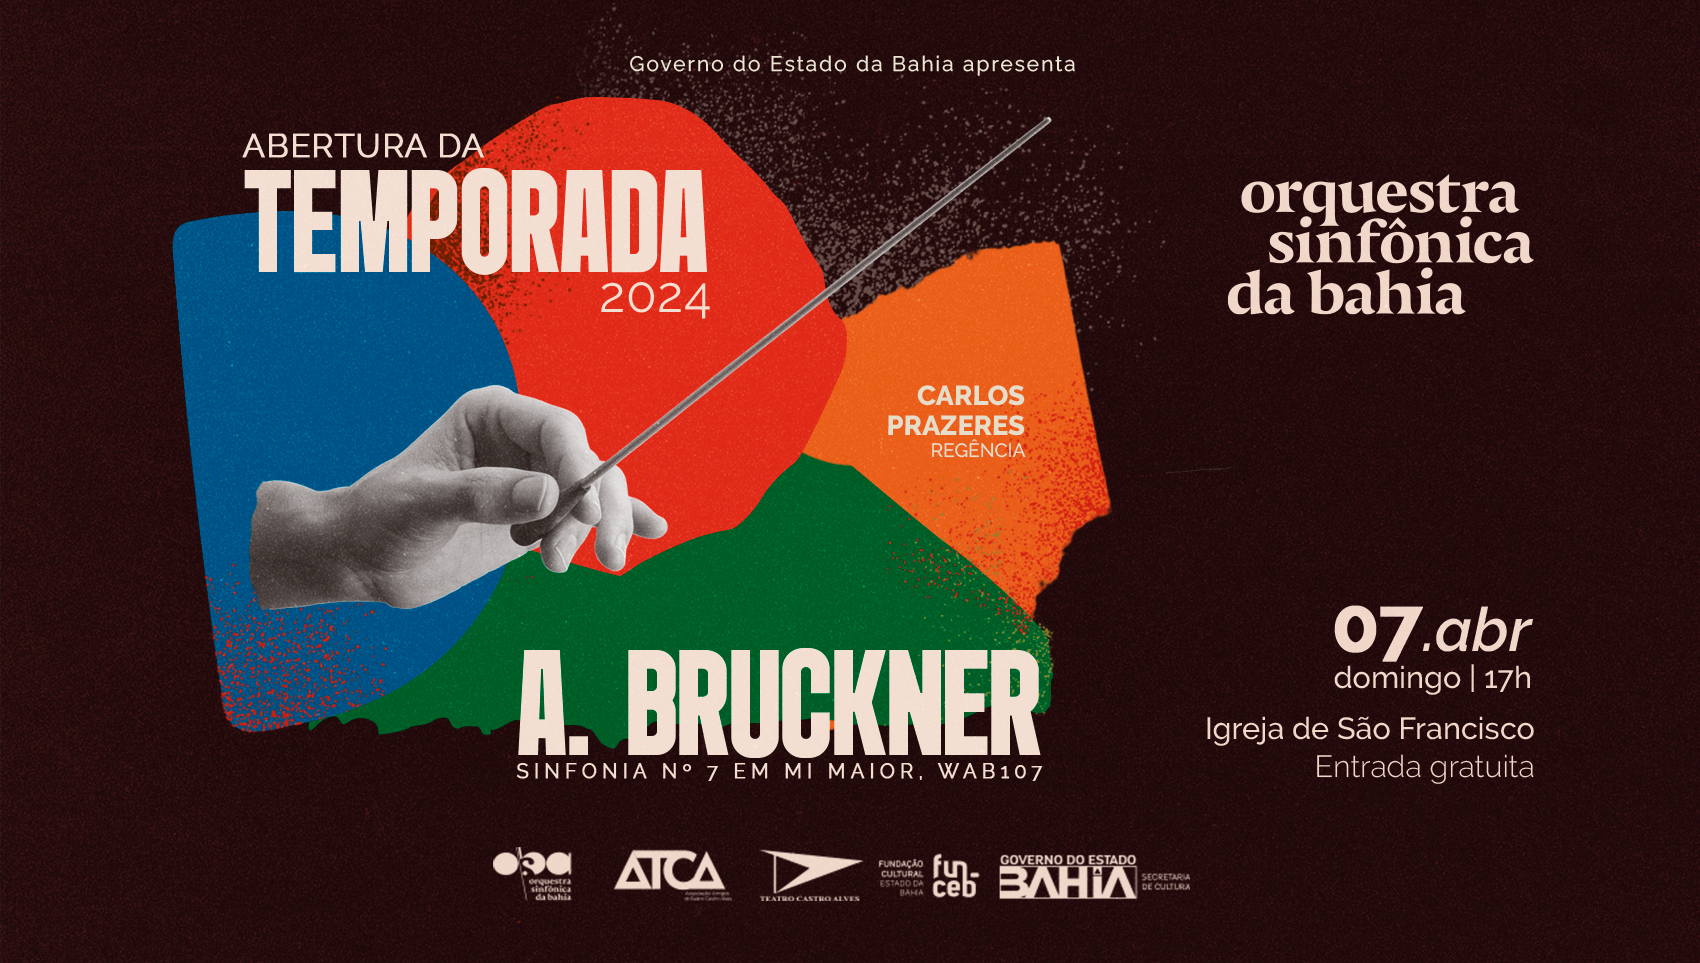 Governo do Estado da Bahia apresenta
ABERTURA DA
TEMPORADA
2024
orquestra
sinfônica
da bahia
CARLOS
PRAZERES
REGÊNCIA
A. BRUCKNER
SINFONIA Nº 7 EM MI MAIOR, WAB107
07.abr
domingo | 17h
Igreja de São Francisco
Entrada gratuita
osba
orquestra
sinfônica
da bahia
ATCA
TEATRO CASTRO ALVES
FUNDAÇÃO
CULTURAL
ESTADO DA
BAHIA
fun-
ceb
GOVERNO DO ESTADO
BAHIA
SECRETARIA
DE CULTURA